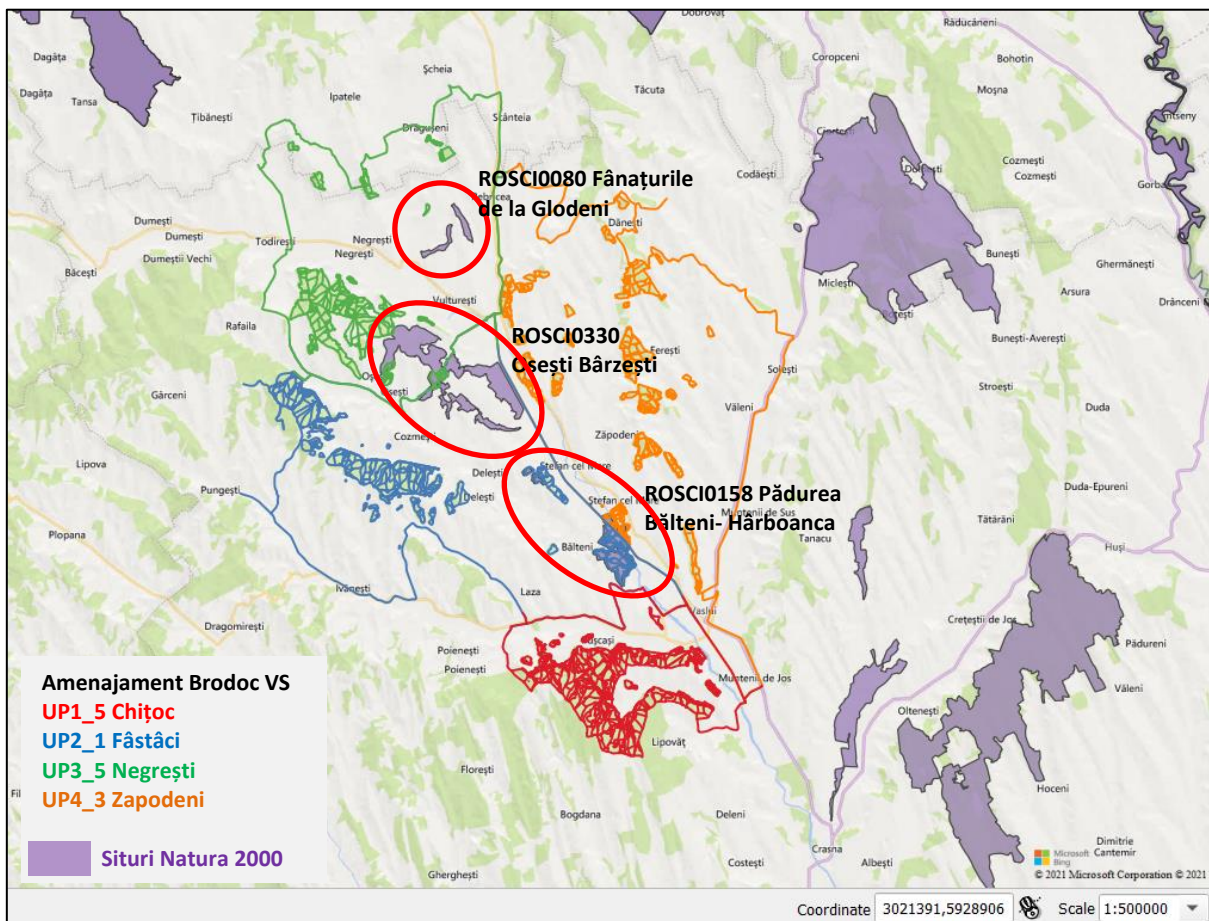 Dobrovăț
Răducăneni
Dagâța
Șcheia
Coropceni
Bohotin
Dagâța
Tansa
Ipatele
Tăcuta
Moșna
Țibănești
Scânteia
Dragușeni
Cozmești
Cozmești
Codăești
ROSCI0080 Fânațurile
de la Glodeni
Dănești
Dumești
Dumești
Todirești
Negrești
Negrești
Dumeștii Vechi
Bunești
Ghermănești
Băcești
Miclești
Arsura
Drânceni
Vulturești
Rafaila
ROSCI0330
Osești Bârzești
Ferești
Bunești-Averești
Solești
Gârceni
Stroești
Cozmești
Văleni
Duda
Zăpodeni
Lipova
Delești
Ștefan cel Mare
Pungești
Delești
Ștefan cel Mare
ROSCI0158 Pădurea
Bălteni- Hârboanca
Muntenii de Sus
Duda-Epureni
Plopana
Tanacu
Tătărăni
Bălteni
Huși
Ivănești
Laza
Vaslui
Dragomirești
Crețeștii de Jos
Poienești
Poienești
Pădureni
Muntenii de Jos
Văleni
Oltenești
Lipovăț
Florești
Hoceni
Bogdana
Deleni
Dimitrie
Cantemir
Crasna
Albești
Costești
Gherghești
Amenajament Brodoc VS
UP1_5 Chițoc
UP2_1 Fâstâci
UP3_5 Negrești
UP4_3 Zapodeni
Situri Natura 2000
Microsoft
Bing
© 2021 Microsoft Corporation © 2021
Coordinate 3021391,5928906 Scale 1:500000